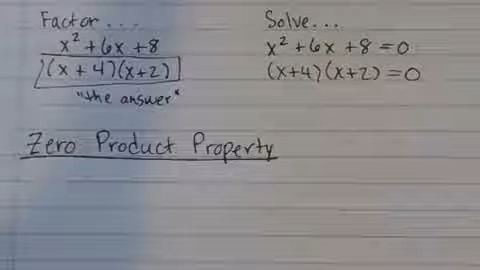 Factor...
x² + 6x + 8
(x + 4)(x + 2)
"the answer"
Solve...
x² + 6x + 8 = 0
(x+4)(x+2) = 0
Zero Product Property